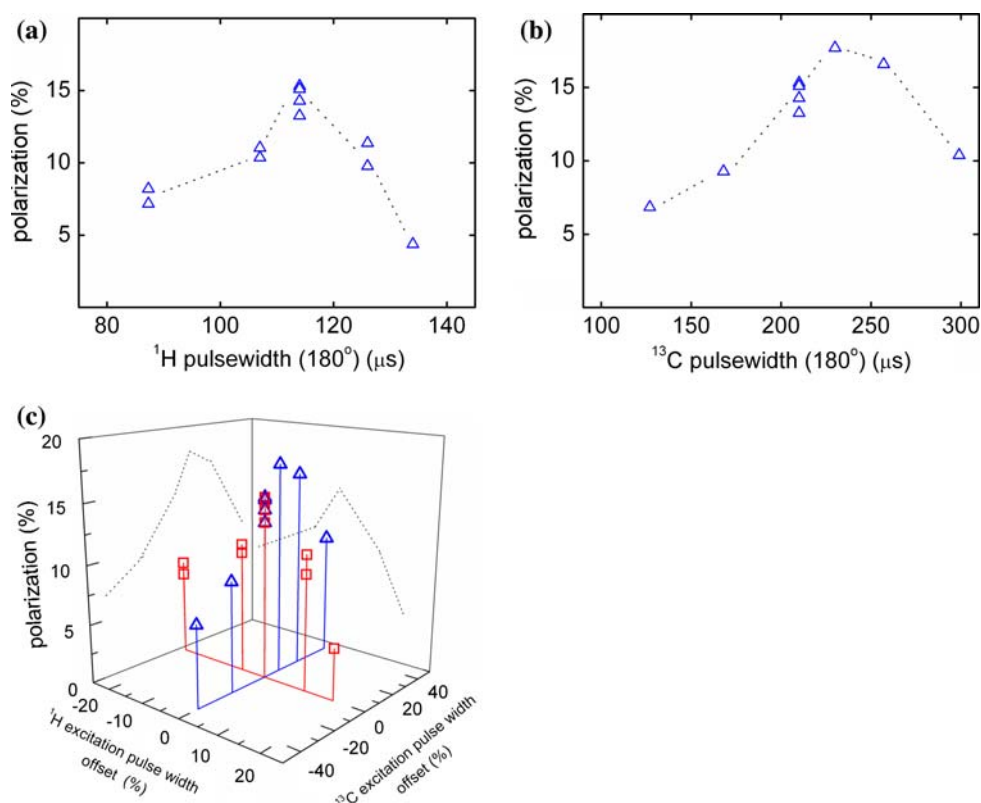 (a)
polarization (%)
15
10
5
80 100 120 140
¹H pulsewidth (180°) (μs)
(b)
polarization (%)
15
10
5
100 150 200 250 300
¹³C pulsewidth (180°) (μs)
(c)
polarization (%)
20
15
10
5
0
-20 -10 0 10 20
¹H excitation pulse width
offset (%)
-40 -20 0 20 40
¹³C excitation pulse width
offset (%)